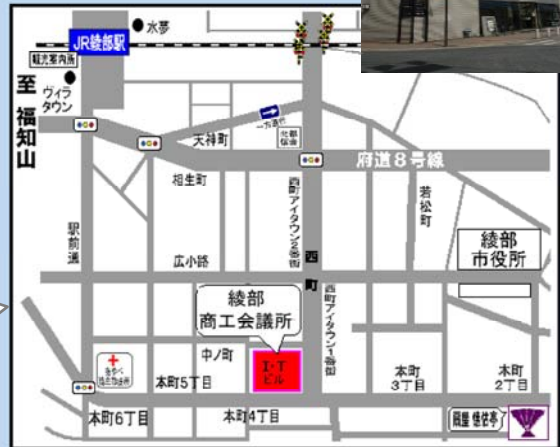 水夢
JR綾部駅
観光案内所
ヴィラ
タウン
至 福知山
一方通行
天神町
府道8号線
相生町
西町アイタウン2番街
若松町
駅前通
広小路
西町
綾部
市役所
綾部
商工会議所
西町アイタウン1番街
中ノ町
I・T
ビル
本町5丁目
本町
3丁目
本町
2丁目
本町6丁目
本町4丁目